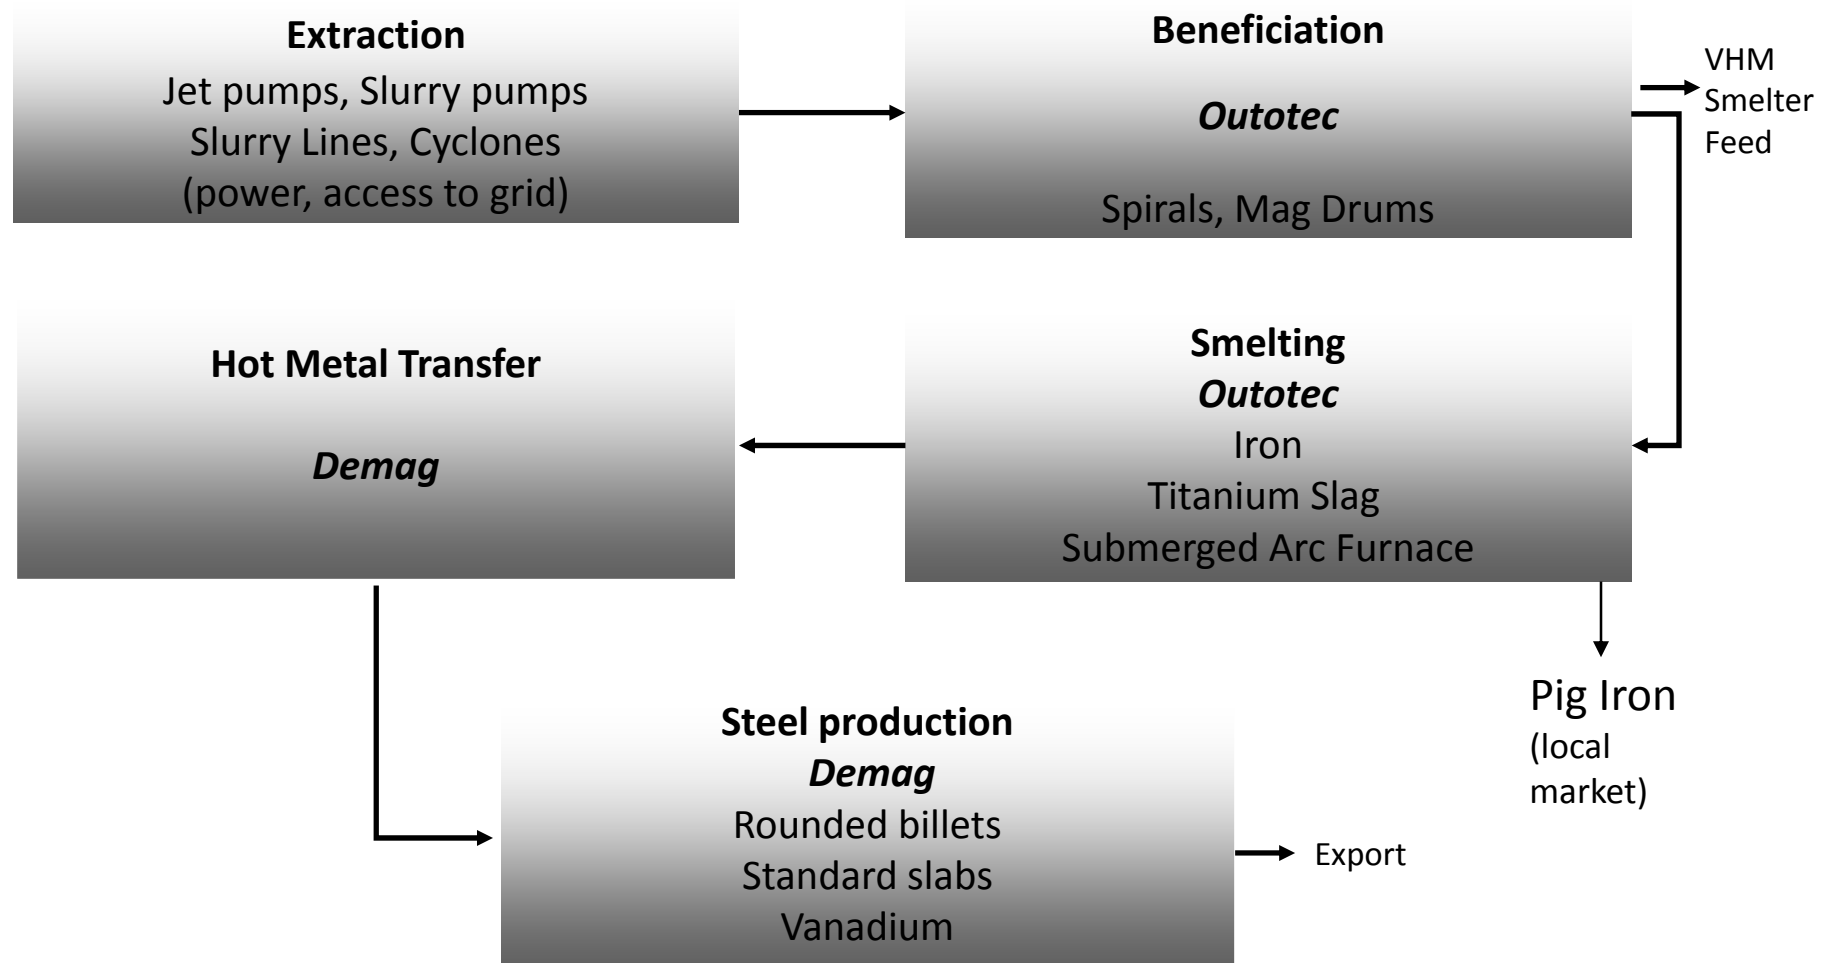 Extraction
Jet pumps, Slurry pumps
Slurry Lines, Cyclones
(power, access to grid)
Beneficiation
Outotec
Spirals, Mag Drums
VHM
Smelter
Feed
Hot Metal Transfer
Demag
Smelting
Outotec
Iron
Titanium Slag
Submerged Arc Furnace
Pig Iron
(local
market)
Steel production
Demag
Rounded billets
Standard slabs
Vanadium
Export